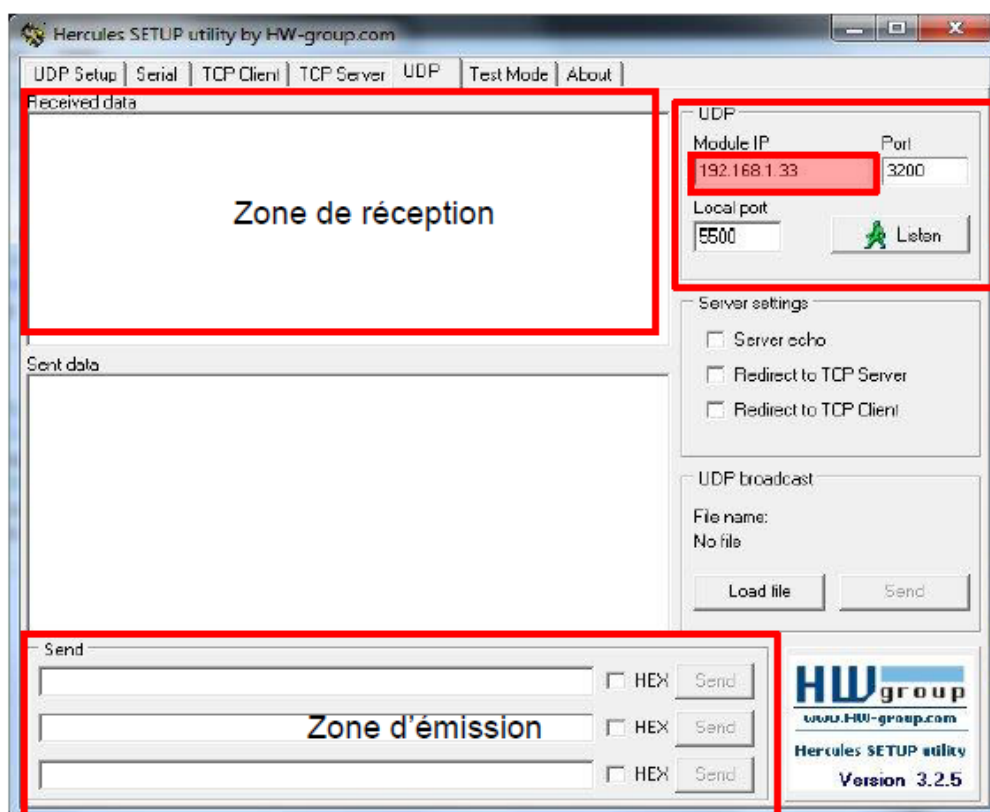 Hercules SETUP utility by HW-group.com
UDP Setup Serial TCP Client TCP Server UDP Test Mode About
Received data
Zone de réception
UDP
Module IP Port
192.168.1.33 3200
Local port
5500 Listen
Server settings
Server echo
Redirect to TCP Server
Redirect to TCP Client
Sent data
UDP broadcast
File name:
No file
Load file Send
Send
HEX Send
Zone d'émission HEX Send
HEX Send
HW group
www.HW-group.com
Hercules SETUP utility
Version 3.2.5